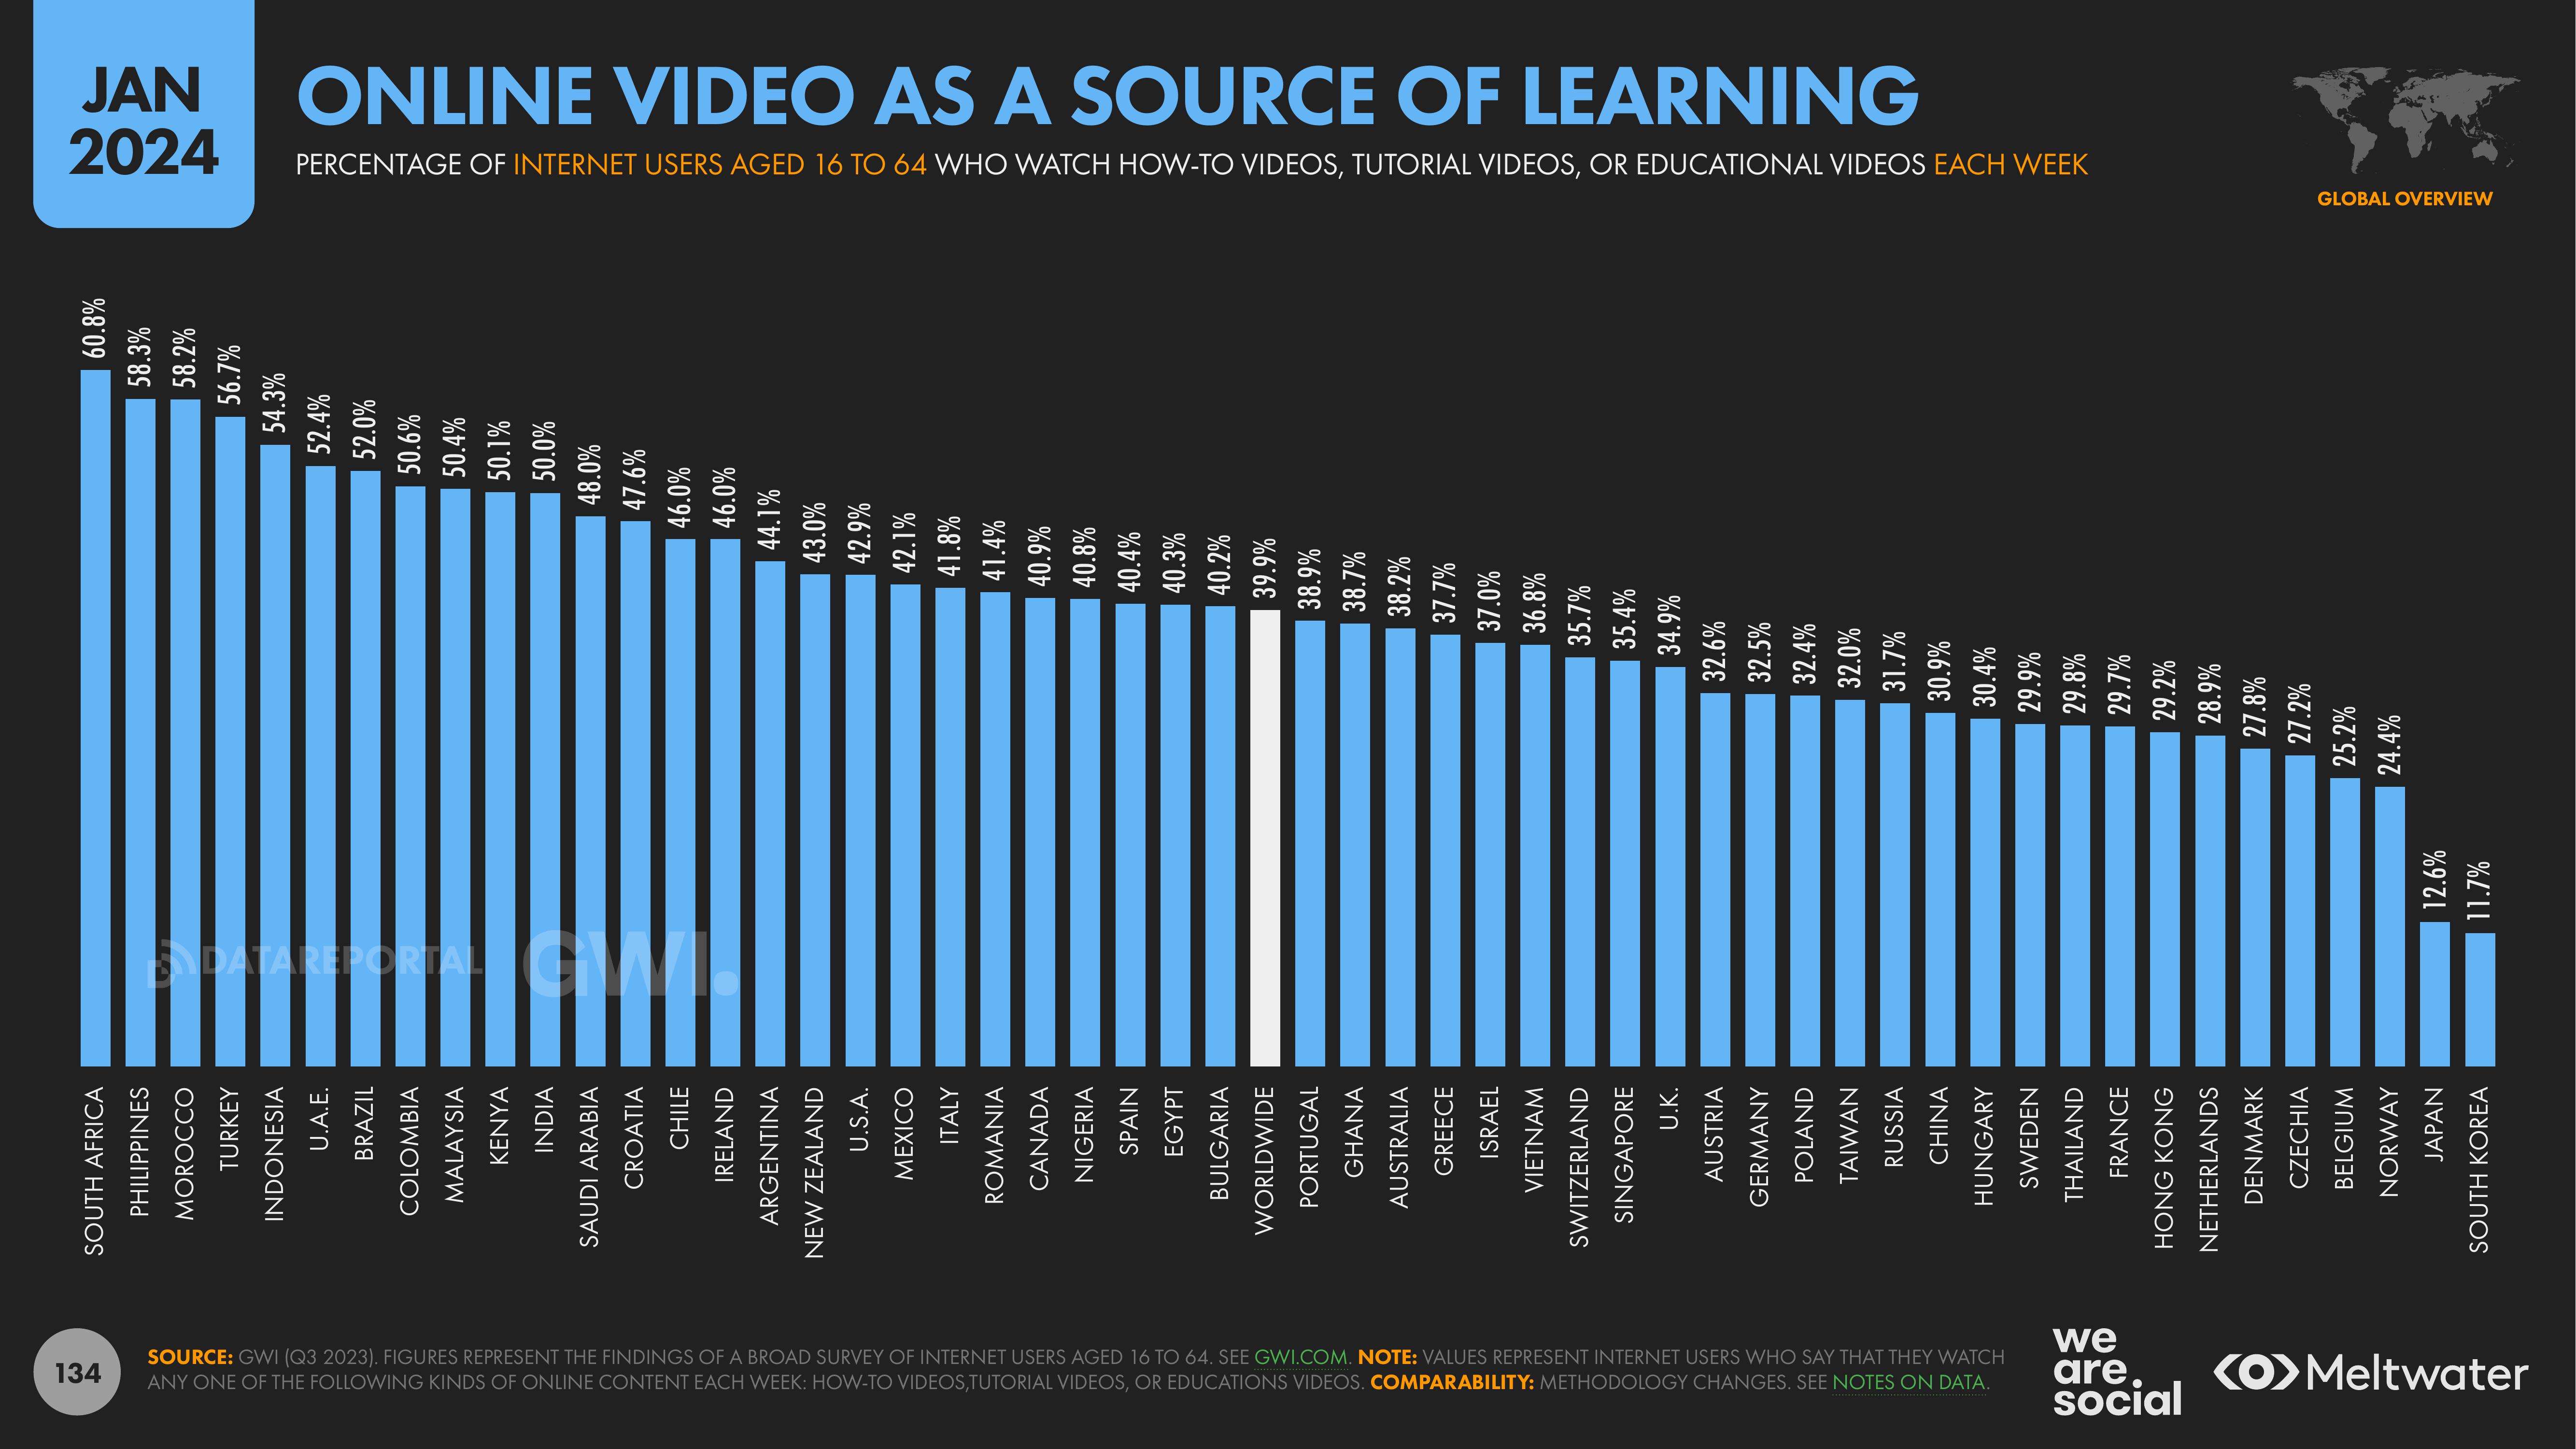 JAN
2024
ONLINE VIDEO AS A SOURCE OF LEARNING
PERCENTAGE OF INTERNET USERS AGED 16 TO 64 WHO WATCH HOW-TO VIDEOS, TUTORIAL VIDEOS, OR EDUCATIONAL VIDEOS EACH WEEK
GLOBAL OVERVIEW
60.8%
58.3%
58.2%
56.7%
54.3%
52.4%
52.0%
50.6%
50.4%
50.1%
50.0%
48.0%
47.6%
46.0%
46.0%
44.1%
43.0%
42.9%
42.1%
41.8%
41.4%
40.9%
40.8%
40.4%
40.3%
40.2%
39.9%
38.9%
38.7%
38.2%
37.7%
37.0%
36.8%
35.7%
35.4%
34.9%
32.6%
32.5%
32.4%
32.0%
31.7%
30.9%
30.4%
29.9%
29.8%
29.7%
29.2%
28.9%
27.8%
27.2%
25.2%
24.4%
12.6%
11.7%
DATAREPORTAL
GWI.
SOUTH AFRICA
PHILIPPINES
MOROCCO
TURKEY
INDONESIA
U.A.E.
BRAZIL
COLOMBIA
MALAYSIA
KENYA
INDIA
SAUDI ARABIA
CROATIA
CHILE
IRELAND
ARGENTINA
NEW ZEALAND
U.S.A.
MEXICO
ITALY
ROMANIA
CANADA
NIGERIA
SPAIN
EGYPT
BULGARIA
WORLDWIDE
PORTUGAL
GHANA
AUSTRALIA
GREECE
ISRAEL
VIETNAM
SWITZERLAND
SINGAPORE
U.K.
AUSTRIA
GERMANY
POLAND
TAIWAN
RUSSIA
CHINA
HUNGARY
SWEDEN
THAILAND
FRANCE
HONG KONG
NETHERLANDS
DENMARK
CZECHIA
BELGIUM
NORWAY
JAPAN
SOUTH KOREA
134
SOURCE: GWI (Q3 2023). FIGURES REPRESENT THE FINDINGS OF A BROAD SURVEY OF INTERNET USERS AGED 16 TO 64. SEE GWI.COM. NOTE: VALUES REPRESENT INTERNET USERS WHO SAY THAT THEY WATCH
ANY ONE OF THE FOLLOWING KINDS OF ONLINE CONTENT EACH WEEK: HOW-TO VIDEOS,TUTORIAL VIDEOS, OR EDUCATIONS VIDEOS. COMPARABILITY: METHODOLOGY CHANGES. SEE NOTES ON DATA.
we
are.
social
Meltwater